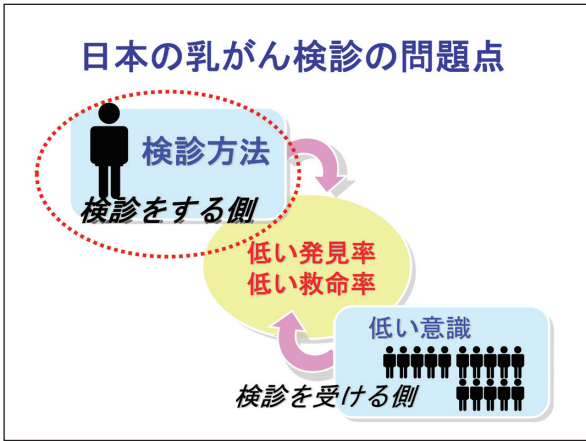 日本の乳がん検診の問題点
検診方法
検診をする側
低い発見率
低い救命率
低い意識
検診を受ける側